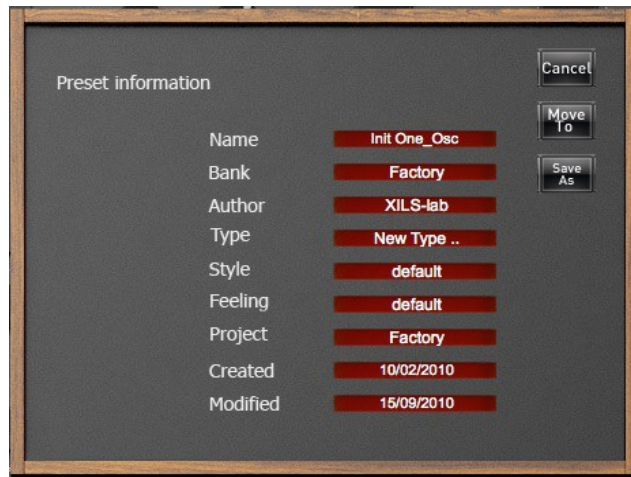 Preset information
Cancel
Move
To
Save
As
Name Init One_Osc
Bank Factory
Author XILS-lab
Type New Type ..
Style default
Feeling default
Project Factory
Created 10/02/2010
Modified 15/09/2010